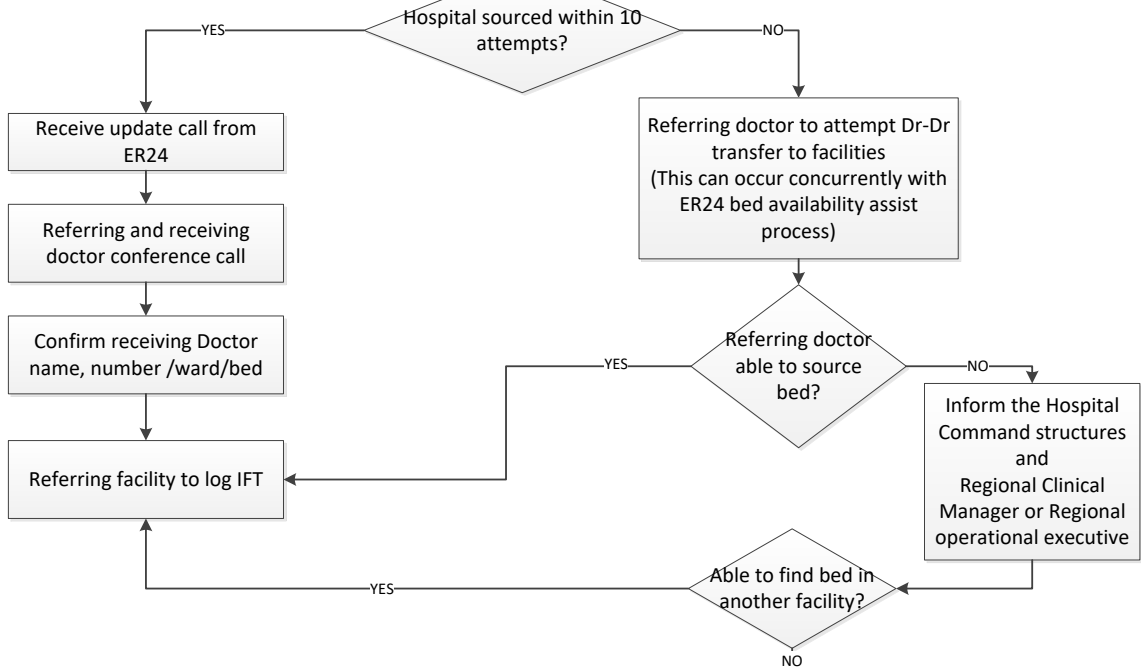 Hospital sourced within 10
attempts?
YES
NO
Receive update call from
ER24
Referring doctor to attempt Dr-Dr
transfer to facilities
(This can occur concurrently with
ER24 bed availability assist
process)
Referring and receiving
doctor conference call
Confirm receiving Doctor
name, number /ward/bed
Referring doctor
able to source
bed?
YES
NO
Inform the Hospital
Command structures
and
Regional Clinical
Manager or Regional
operational executive
Referring facility to log IFT
Able to find bed in
another facility?
YES
NO